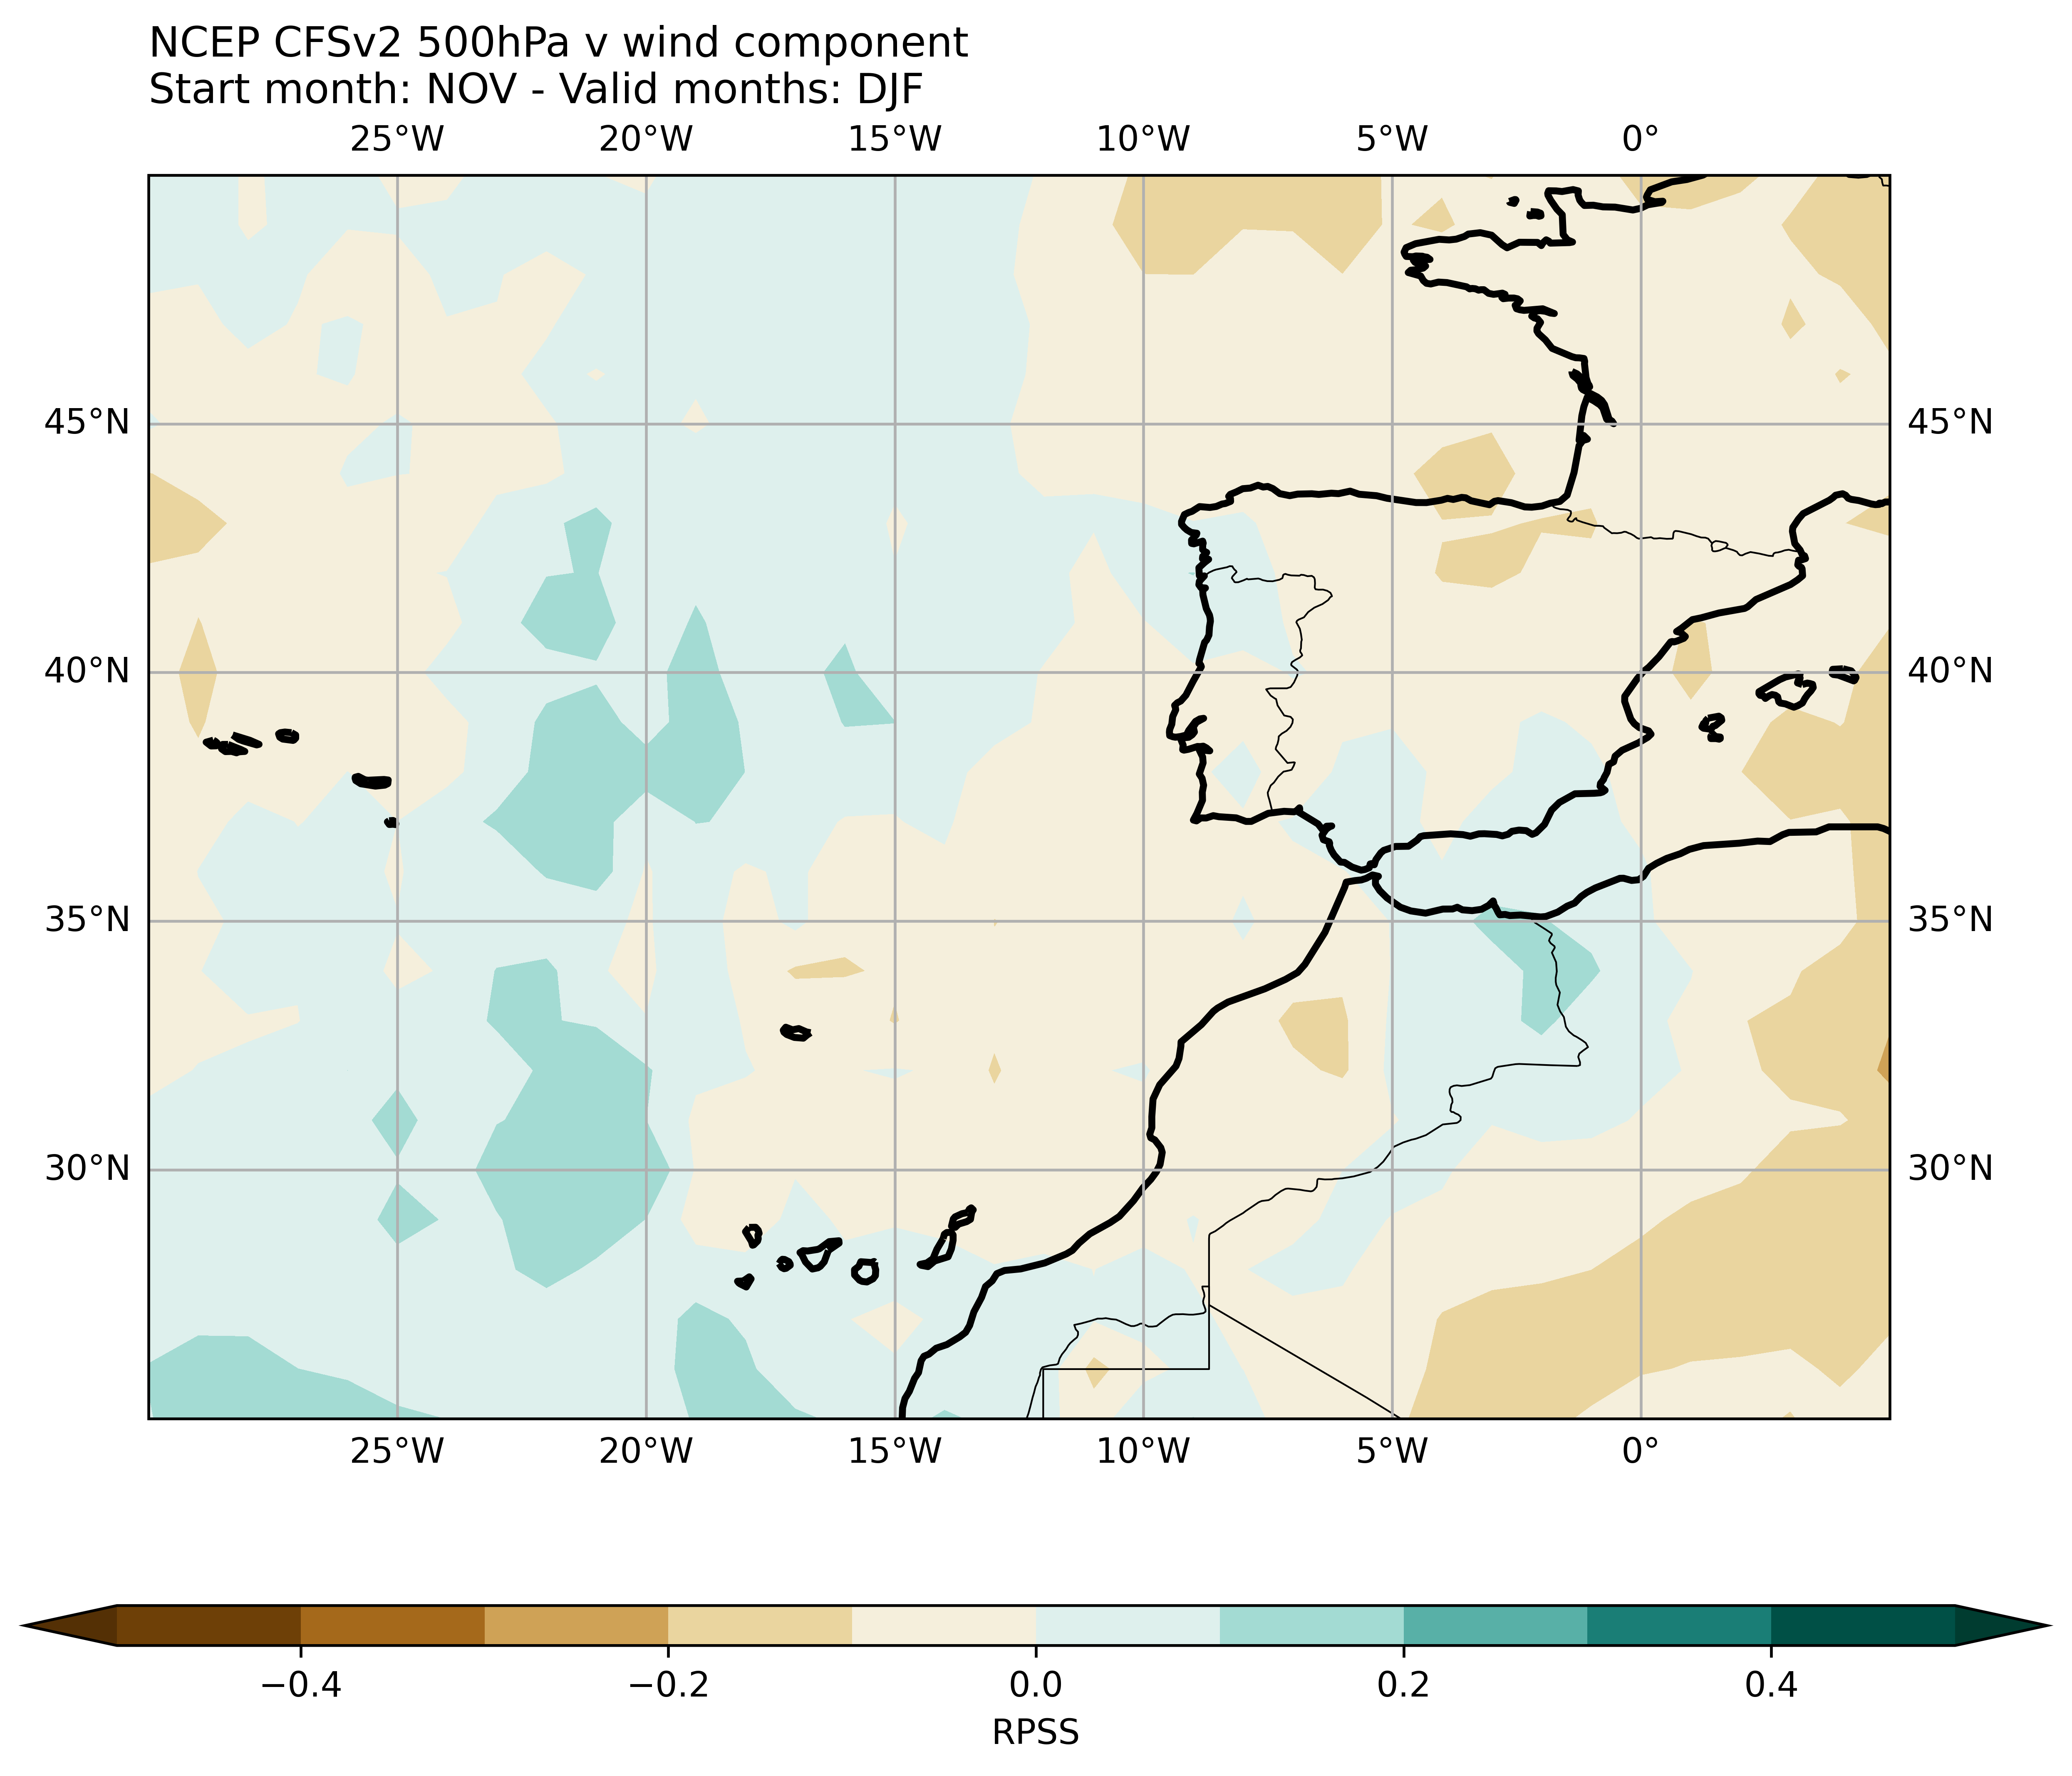 NCEP CFSv2 500hPa v wind component
Start month: NOV - Valid months: DJF
25°W 20°W 15°W 10°W 5°W 0°
45°N 45°N
40°N 40°N
35°N 35°N
30°N 30°N
25°W 20°W 15°W 10°W 5°W 0°
−0.4 −0.2 0.0 0.2 0.4
RPSS